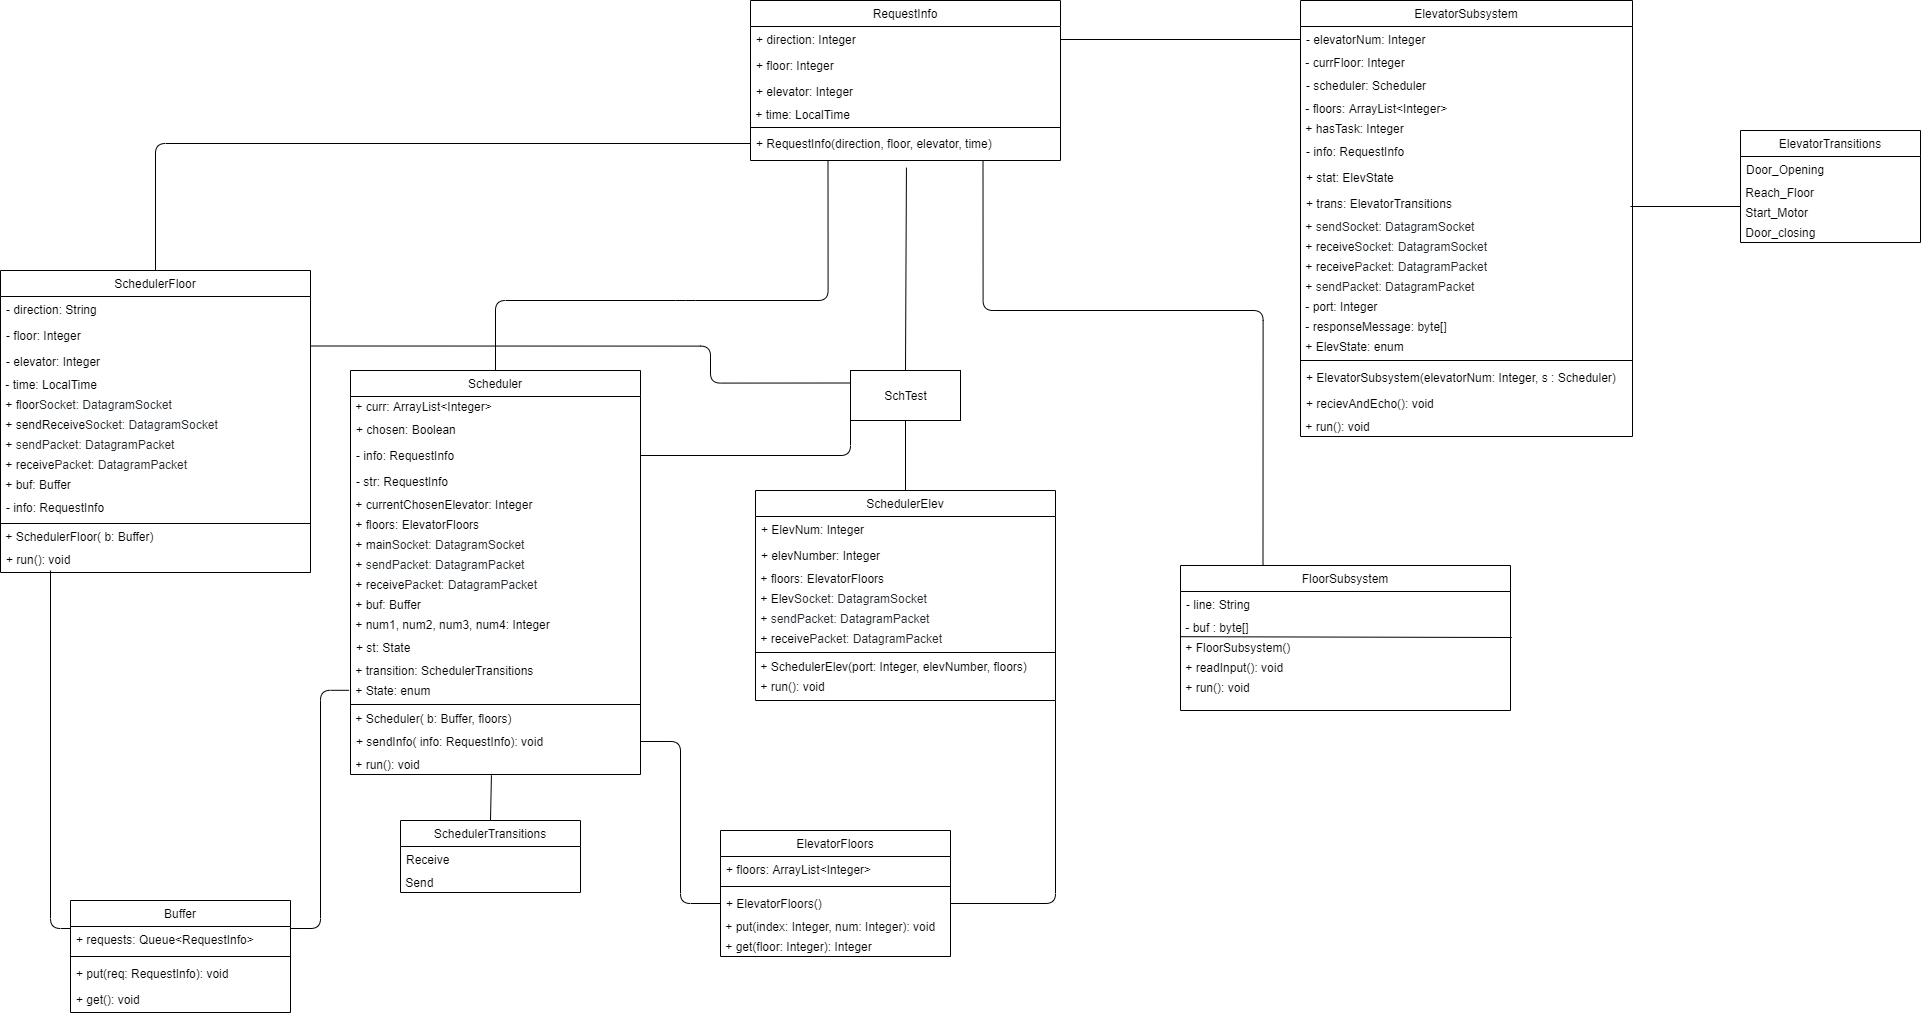 RequestInfo
+ direction: Integer
+ floor: Integer
+ elevator: Integer
+ time: LocalTime
+ RequestInfo(direction, floor, elevator, time)
ElevatorSubsystem
- elevatorNum: Integer
- currFloor: Integer
- scheduler: Scheduler
- floors: ArrayList<Integer>
+ hasTask: Integer
- info: RequestInfo
+ stat: ElevState
+ trans: ElevatorTransitions
+ sendSocket: DatagramSocket
+ receiveSocket: DatagramSocket
+ receivePacket: DatagramPacket
+ sendPacket: DatagramPacket
- port: Integer
- responseMessage: byte[]
+ ElevState: enum
+ ElevatorSubsystem(elevatorNum: Integer, s : Scheduler)
+ recievAndEcho(): void
+ run(): void
ElevatorTransitions
Door_Opening
Reach_Floor
Start_Motor
Door_closing
SchedulerFloor
- direction: String
- floor: Integer
- elevator: Integer
- time: LocalTime
+ floorSocket: DatagramSocket
+ sendReceiveSocket: DatagramSocket
+ sendPacket: DatagramPacket
+ receivePacket: DatagramPacket
+ buf: Buffer
- info: RequestInfo
+ SchedulerFloor( b: Buffer)
+ run(): void
Scheduler
+ curr: ArrayList<Integer>
+ chosen: Boolean
- info: RequestInfo
- str: RequestInfo
+ currentChosenElevator: Integer
+ floors: ElevatorFloors
+ mainSocket: DatagramSocket
+ sendPacket: DatagramPacket
+ receivePacket: DatagramPacket
+ buf: Buffer
+ num1, num2, num3, num4: Integer
+ st: State
+ transition: SchedulerTransitions
+ State: enum
+ Scheduler( b: Buffer, floors)
+ sendInfo( info: RequestInfo): void
+ run(): void
SchTest
SchedulerElev
+ ElevNum: Integer
+ elevNumber: Integer
+ floors: ElevatorFloors
+ ElevSocket: DatagramSocket
+ sendPacket: DatagramPacket
+ receivePacket: DatagramPacket
+ SchedulerElev(port: Integer, elevNumber, floors)
+ run(): void
FloorSubsystem
- line: String
- buf : byte[]
+ FloorSubsystem()
+ readInput(): void
+ run(): void
SchedulerTransitions
Receive
Send
ElevatorFloors
+ floors: ArrayList<Integer>
+ ElevatorFloors()
+ put(index: Integer, num: Integer): void
+ get(floor: Integer): Integer
Buffer
+ requests: Queue<RequestInfo>
+ put(req: RequestInfo): void
+ get(): void